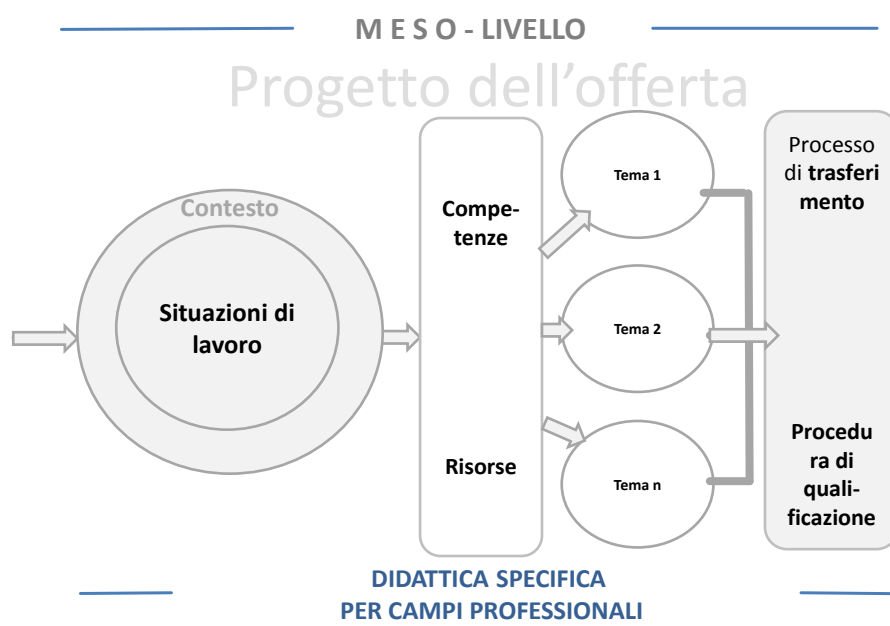 M E S O - LIVELLO
Progetto dell’offerta
Contesto
Situazioni di
lavoro
Compe-
tenze
Risorse
Tema 1
Tema 2
Tema n
Processo
di trasferi
mento
Procedu
ra di
quali-
ficazione
DIDATTICA SPECIFICA
PER CAMPI PROFESSIONALI